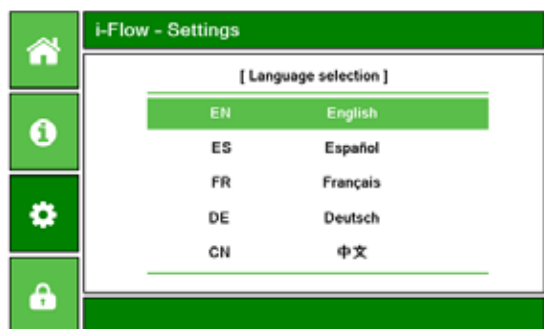 i-Flow - Settings
[ Language selection ]
EN English
ES Español
FR Français
DE Deutsch
CN 中文